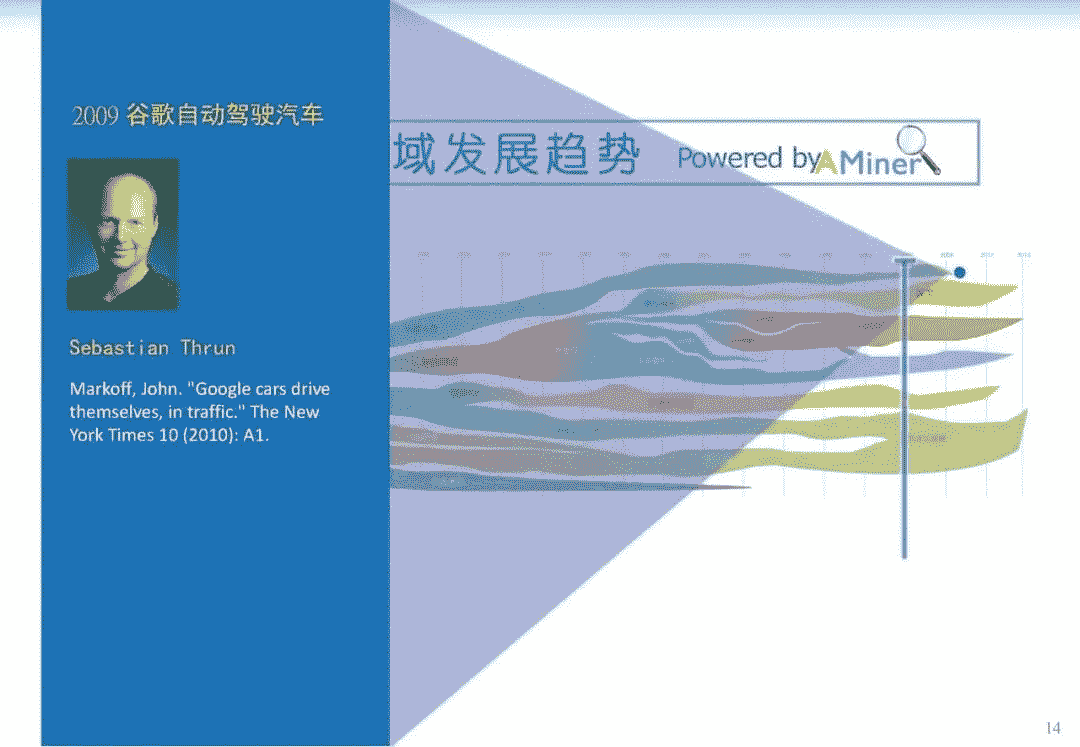 2009 谷歌自动驾驶汽车
域发展趋势 Powered by AMiner
Sebastian Thrun
Markoff, John. "Google cars drive
themselves, in traffic." The New
York Times 10 (2010): A1.
14